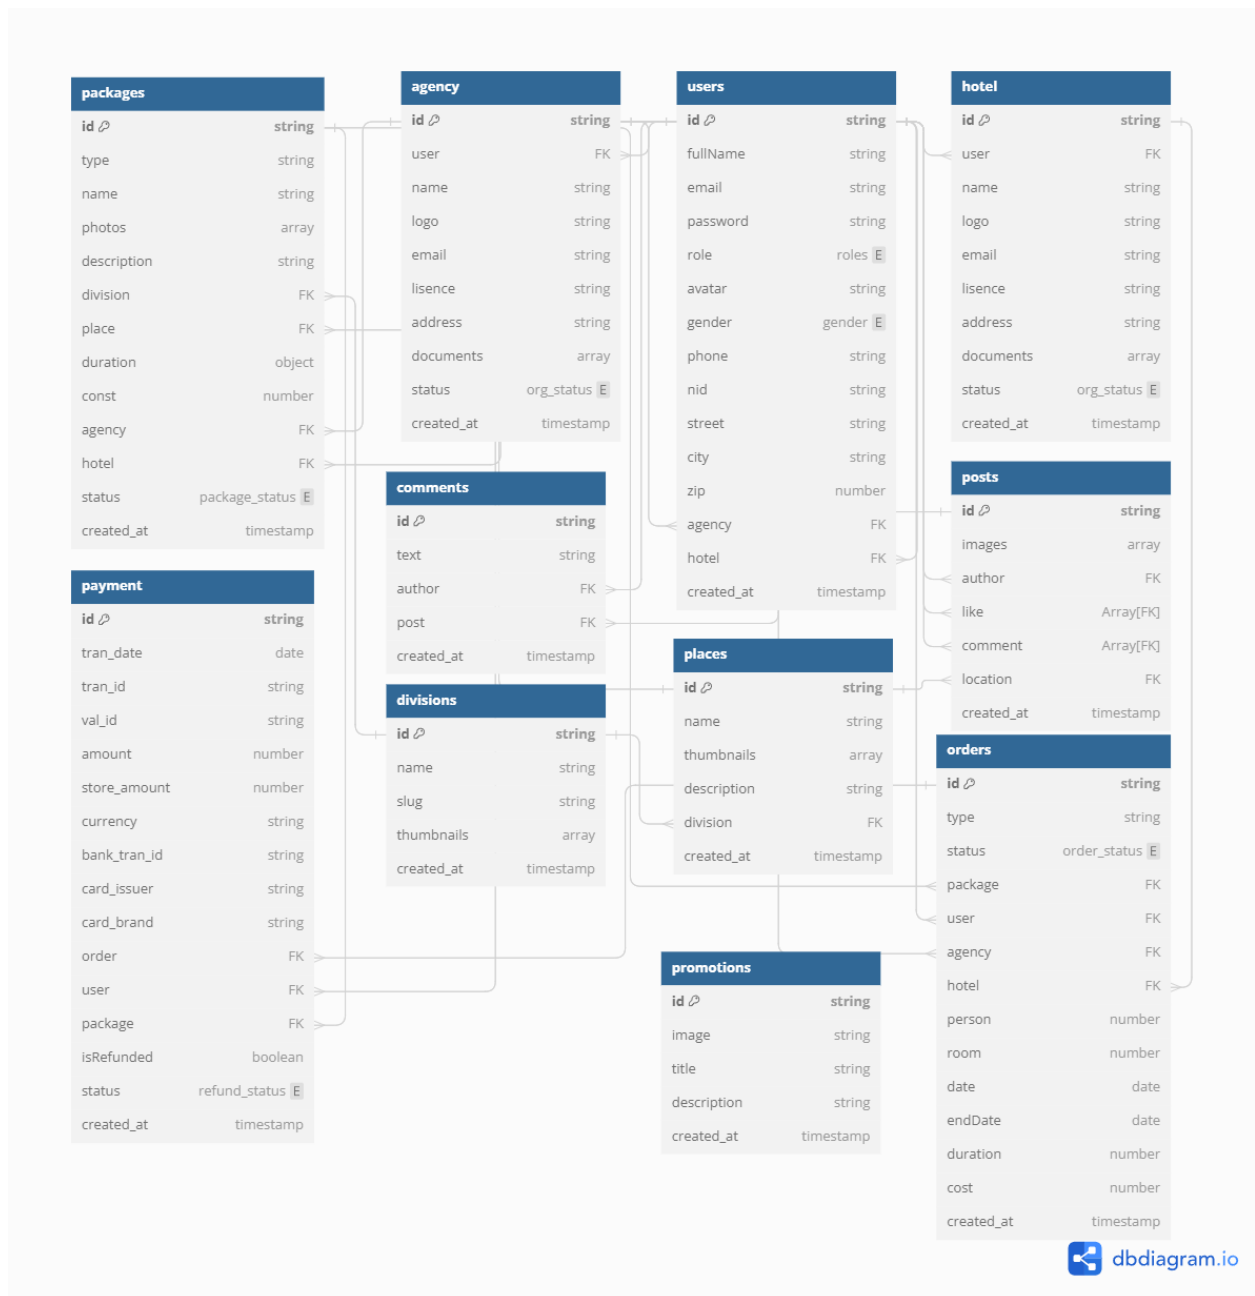 packages
id string
type string
name string
photos array
description string
division FK
place FK
duration object
const number
agency FK
hotel FK
status package_status E
created_at timestamp
agency
id string
user FK
name string
logo string
email string
lisence string
address string
documents array
status org_status E
created_at timestamp
users
id string
fullName string
email string
password string
role roles E
avatar string
gender gender E
phone string
nid string
street string
city string
zip number
agency FK
hotel FK
created_at timestamp
hotel
id string
user FK
name string
logo string
email string
lisence string
address string
documents array
status org_status E
created_at timestamp
comments
id string
text string
author FK
post FK
created_at timestamp
posts
id string
images array
author FK
like Array[FK]
comment Array[FK]
location FK
created_at timestamp
payment
id string
tran_date date
tran_id string
val_id string
amount number
store_amount number
currency string
bank_tran_id string
card_issuer string
card_brand string
order FK
user FK
package FK
isRefunded boolean
status refund_status E
created_at timestamp
divisions
id string
name string
slug string
thumbnails array
created_at timestamp
places
id string
name string
thumbnails array
description string
division FK
created_at timestamp
orders
id string
type string
status order_status E
package FK
user FK
agency FK
hotel FK
person number
room number
date date
endDate date
duration number
cost number
created_at timestamp
promotions
id string
image string
title string
description string
created_at timestamp
dbdiagram.io